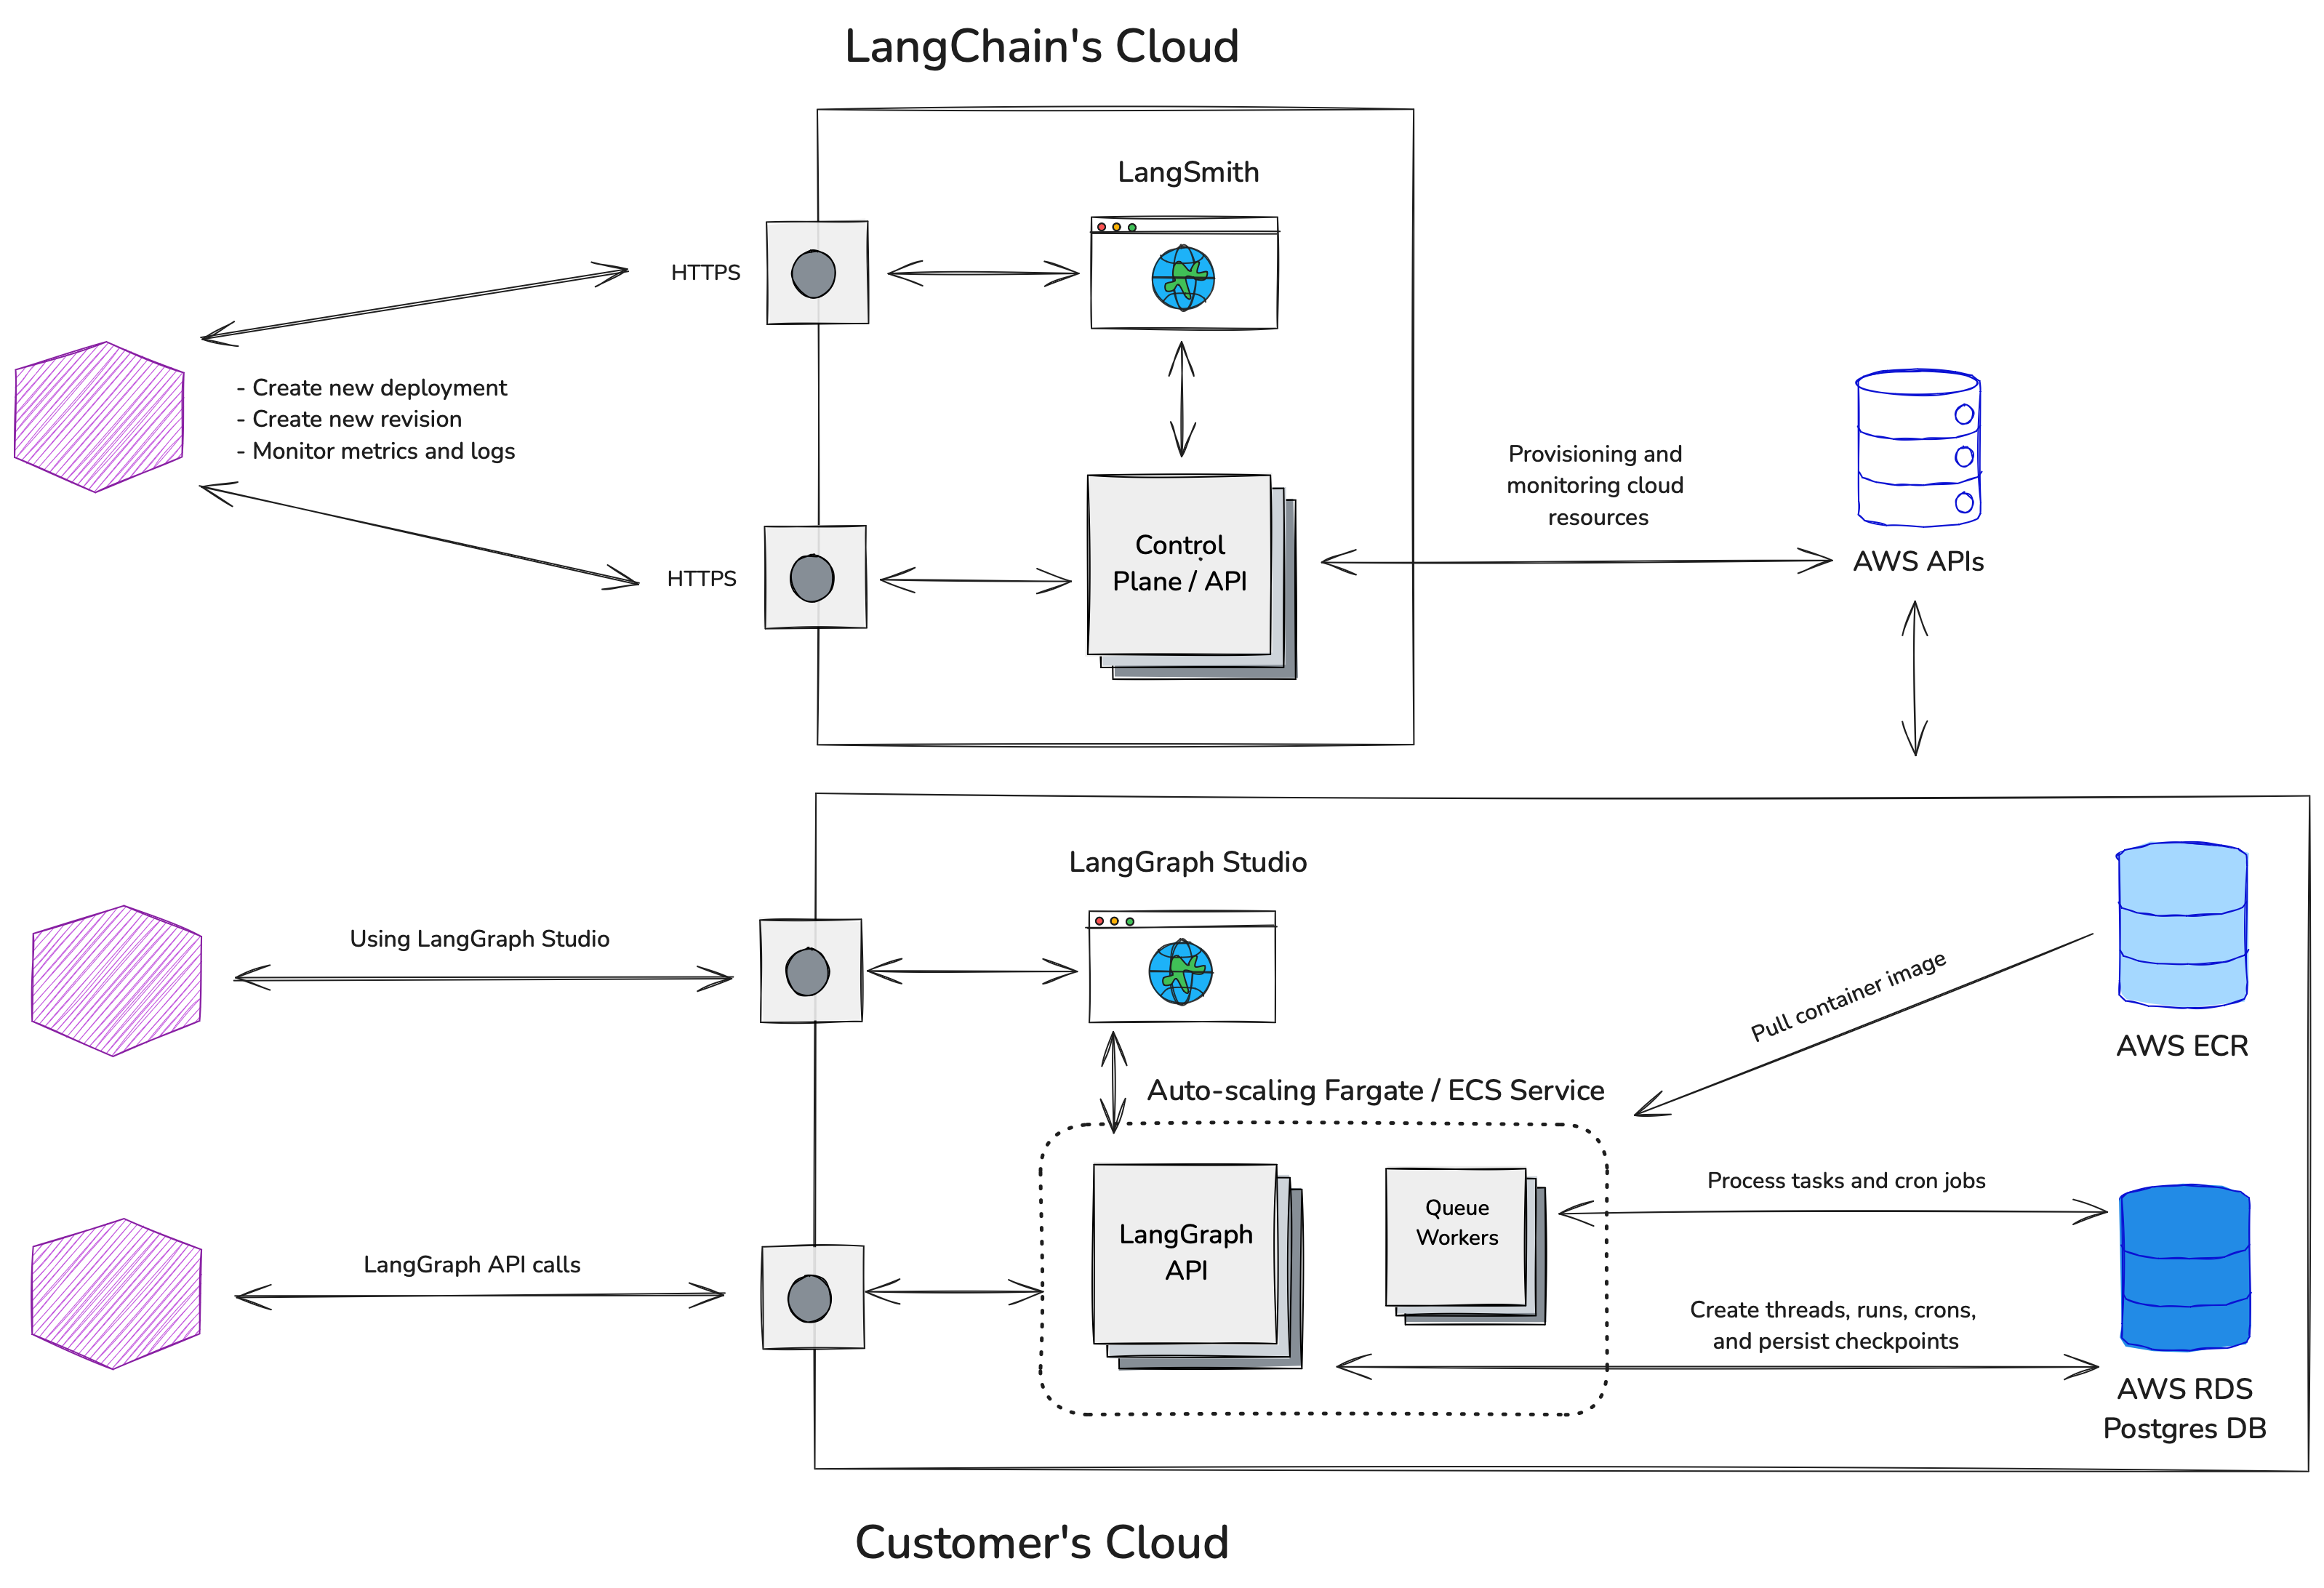 LangChain's Cloud
LangSmith
HTTPS
- Create new deployment
- Create new revision
- Monitor metrics and logs
HTTPS
Control
Plane / API
Provisioning and
monitoring cloud
resources
AWS APIs
LangGraph Studio
Using LangGraph Studio
Pull container image
AWS ECR
Auto-scaling Fargate / ECS Service
LangGraph API calls
LangGraph
API
Queue
Workers
Process tasks and cron jobs
Create threads, runs, crons,
and persist checkpoints
AWS RDS
Postgres DB
Customer's Cloud